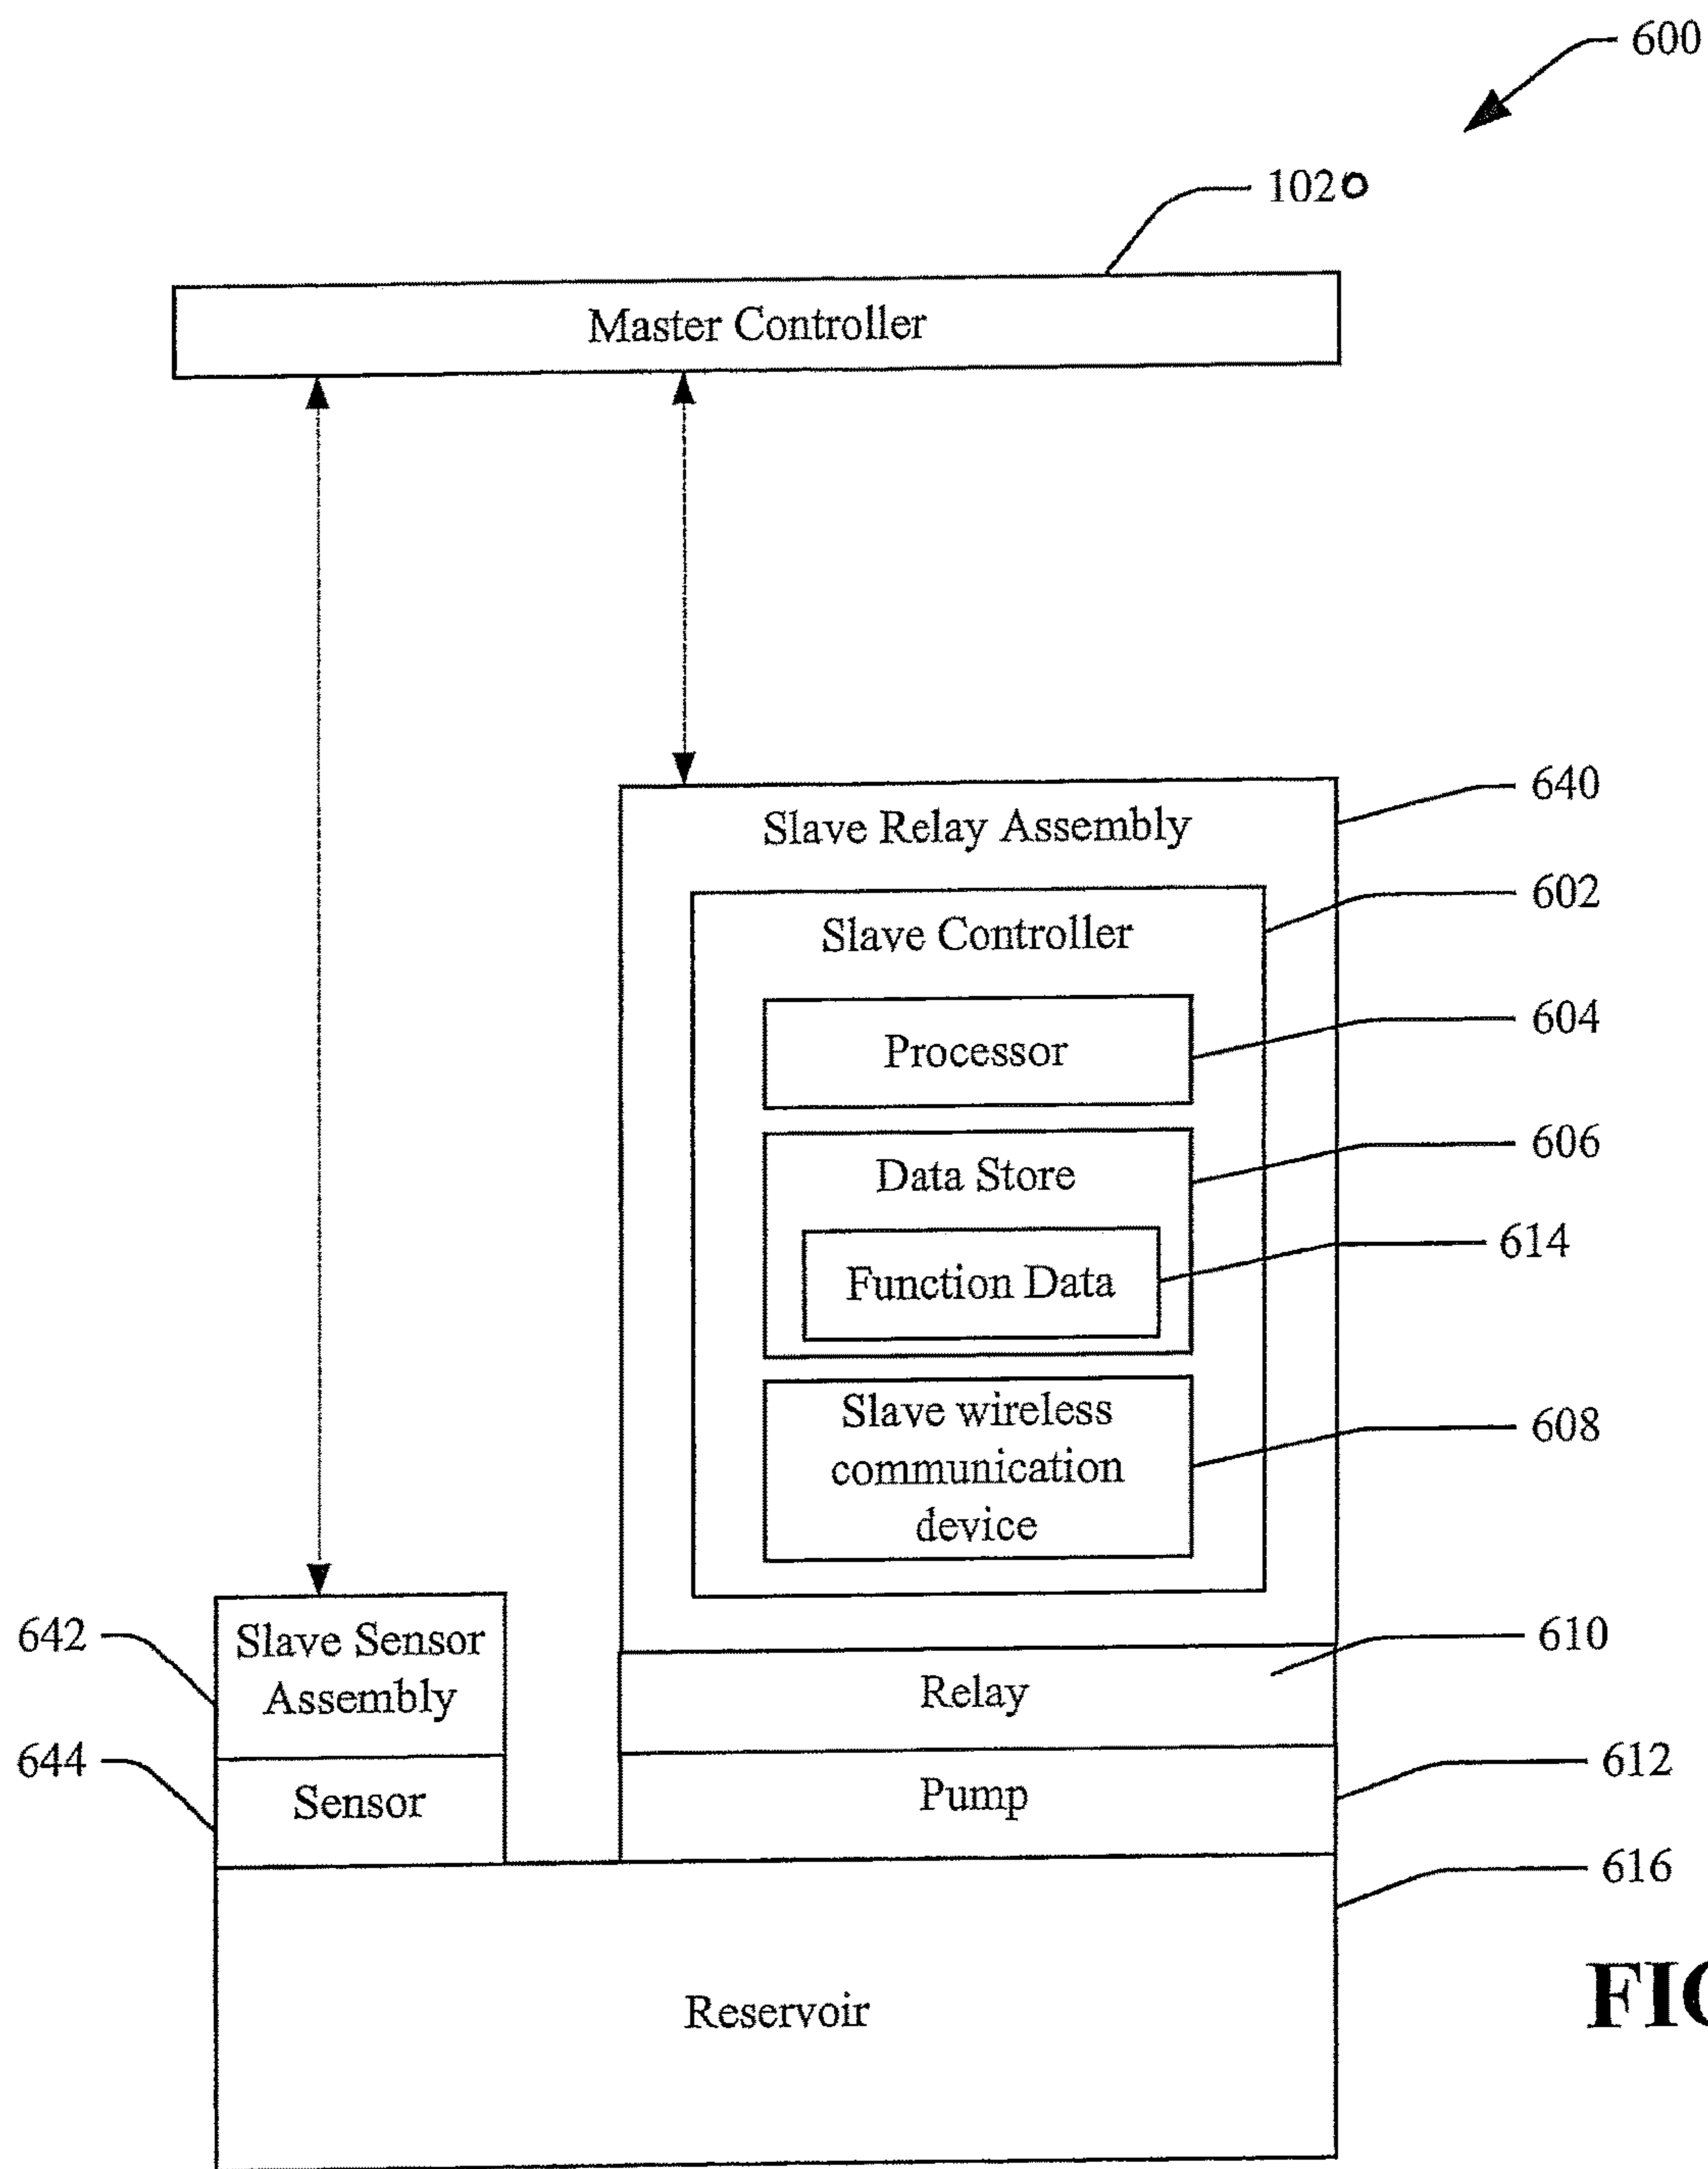 600
1020
Master Controller
640
Slave Relay Assembly
602
Slave Controller
604
Processor
606
Data Store
614
Function Data
Slave wireless
608
communication
device
642
Slave Sensor
Assembly
610
Relay
644
Sensor
612
Pump
616
Reservoir
FIG